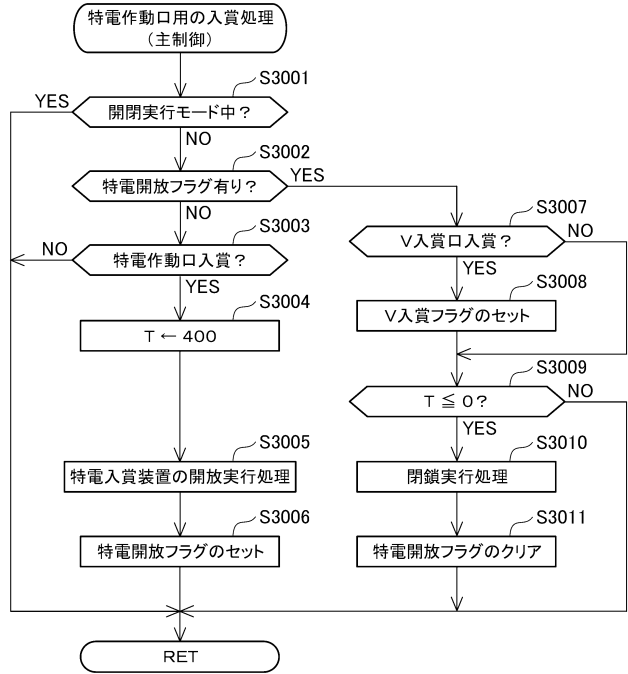 特電作動口用の入賞処理
（主制御）
S3001
開閉実行モード中？
YES
NO
S3002
特電開放フラグ有り？
YES
NO
S3003
特電作動口入賞？
NO
YES
S3004
T ← 400
S3005
特電入賞装置の開放実行処理
S3006
特電開放フラグのセット
S3007
V入賞口入賞？
NO
YES
S3008
V入賞フラグのセット
S3009
T ≦ 0？
NO
YES
S3010
閉鎖実行処理
S3011
特電開放フラグのクリア
RET